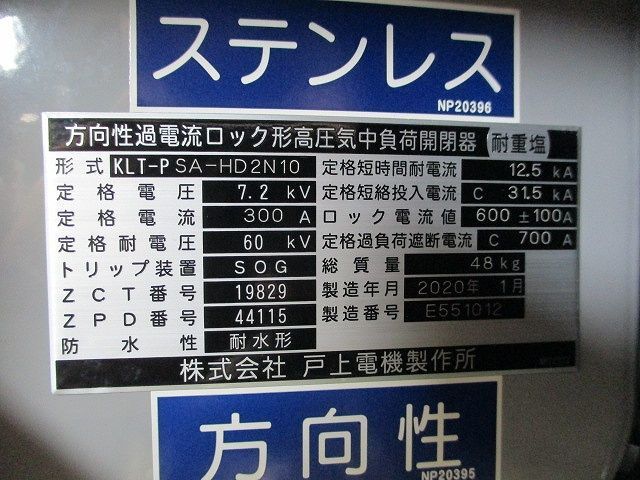 ステンレス
NP20396
方向性過電流ロック形高圧気中負荷開閉器(耐重塩)
形式 KLT-PSA-HD2N10 定格短時間耐電流 12.5 kA
定格電圧 7.2 kV 定格短絡投入電流 C 31.5 kA
定格電流 300 A ロック電流値 600±100A
定格耐電圧 60 kV 定格過負荷遮断電流 C 700 A
トリップ装置 SOG 総質量 48kg
ZCT番号 19829 製造年月 2020年 1月
ZPD番号 44115 製造番号 E551012
防水性 耐水形
株式会社 戸上電機製作所
方向性
NP20395